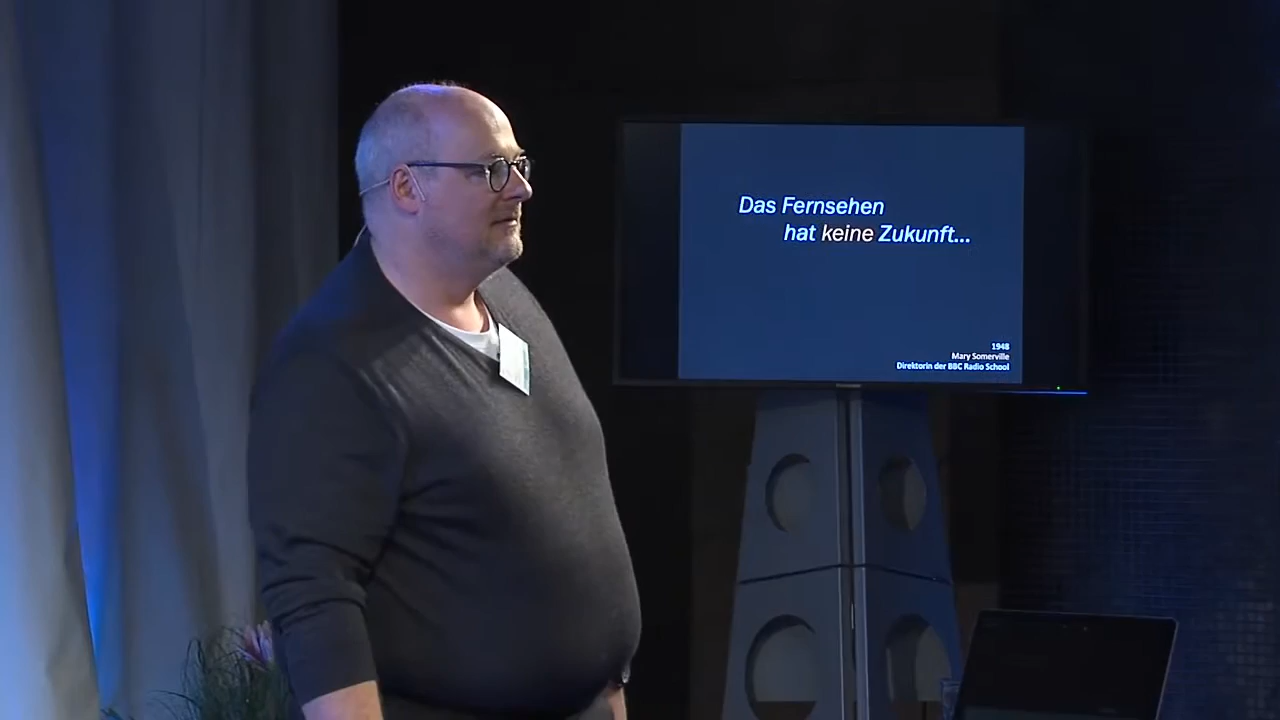 Das Fernsehen
hat keine Zukunft...
1948
Mary Somerville
Direktorin der BBC Radio School